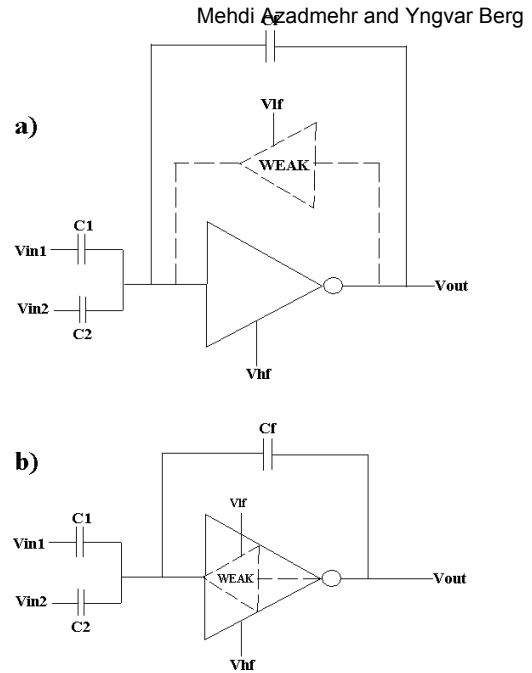 Mehdi Azadmehr and Yngvar Berg
Cf
a)
Vlf
WEAK
C1
Vin1
Vin2
C2
Vout
Vhf
b)
Cf
C1
Vlf
Vin1
WEAK
Vout
Vin2
C2
Vhf